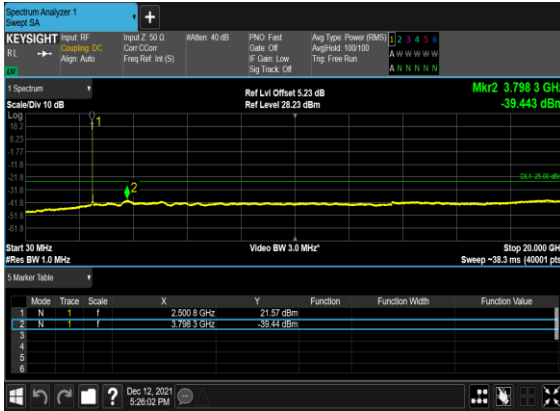 Spectrum Analyzer 1
Swept SA
+
KEYSIGHT Input: RF Input Z: 50 Ω #Atten: 40 dB PNO: Fast Avg Type: Power (RMS) 1 2 3 4 5 6
RL Coupling: DC Corr CCorr Gate: Off Avg|Hold: 100/100 A W W W W W
Align: Auto Freq Ref: Int (S) IF Gain: Low Trig: Free Run
Sig Track: Off A N N N N N
1 Spectrum Ref Lvl Offset 5.23 dB Mkr2 3.798 3 GHz
Scale/Div 10 dB Ref Level 28.23 dBm -39.443 dBm
Log
18.2
8.23
-1.77
-11.8
-21.8 DL1 -25.00 dBm
-31.8
-41.8
-51.8
-61.8
1
2
Start 30 MHz Video BW 3.0 MHz* Stop 20.000 GHz
#Res BW 1.0 MHz Sweep ~38.3 ms (40001 pts)
5 Marker Table
Mode Trace Scale X Y Function Function Width Function Value
1 N 1 f 2.500 8 GHz 21.57 dBm
2 N 1 f 3.798 3 GHz -39.44 dBm
3
4
5
6
? Dec 12, 2021
5:26:02 PM